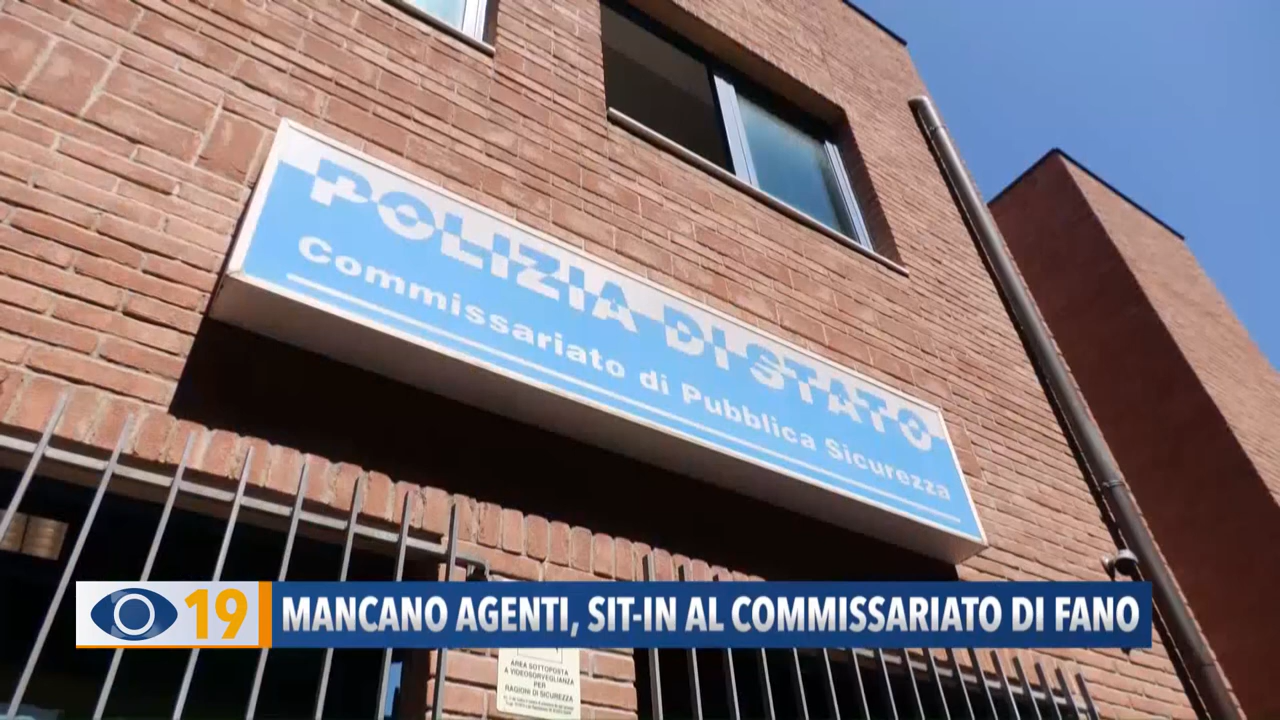 POLIZIA DI STATO
Commissariato di Pubblica Sicurezza
19 MANCANO AGENTI, SIT-IN AL COMMISSARIATO DI FANO
AREA SOTTOPOSTA
A VIDEOSORVEGLIANZA
PER
RAGIONI DI SICUREZZA